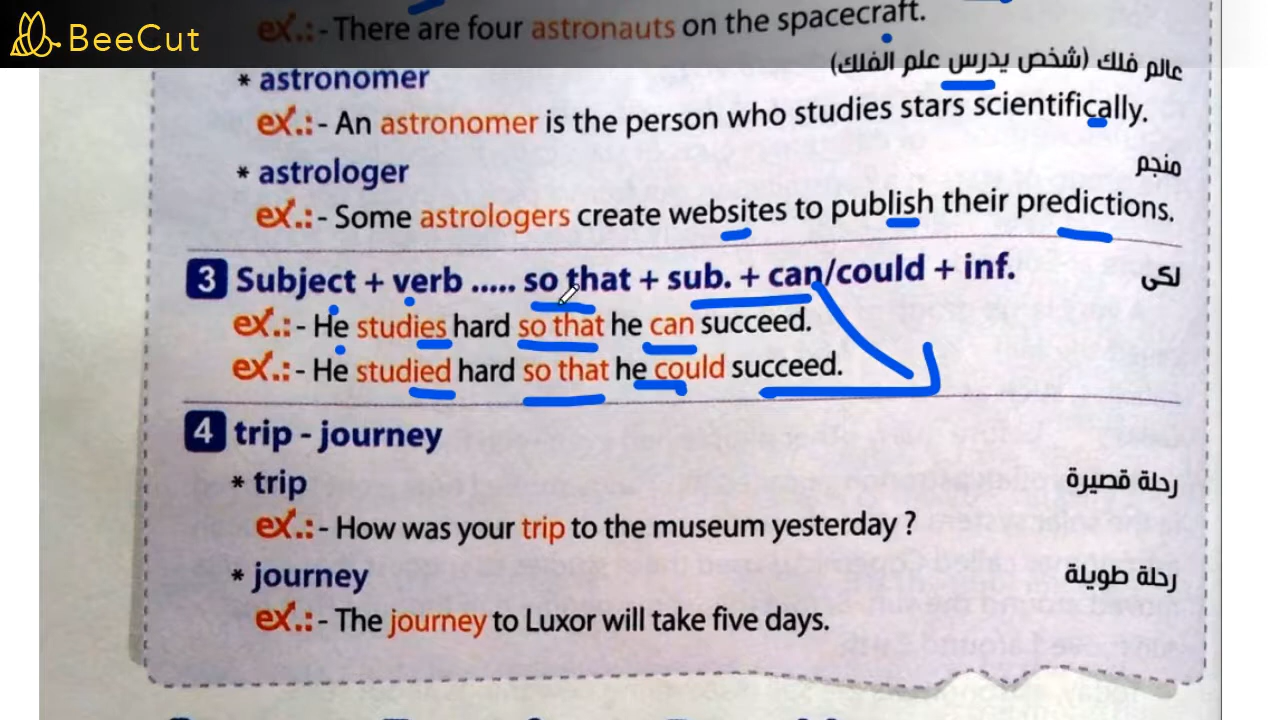 BeeCut
ex.: - There are four astronauts on the spacecraft.
* astronomer عالم فلك (شخص يدرس علم الفلك)
ex.: - An astronomer is the person who studies stars scientifically.
* astrologer منجم
ex.: - Some astrologers create websites to publish their predictions.
3 Subject + verb ..... so that + sub. + can/could + inf. لكى
ex.: - He studies hard so that he can succeed.
ex.: - He studied hard so that he could succeed.
4 trip - journey
* trip رحلة قصيرة
ex.: - How was your trip to the museum yesterday ?
* journey رحلة طويلة
ex.: - The journey to Luxor will take five days.